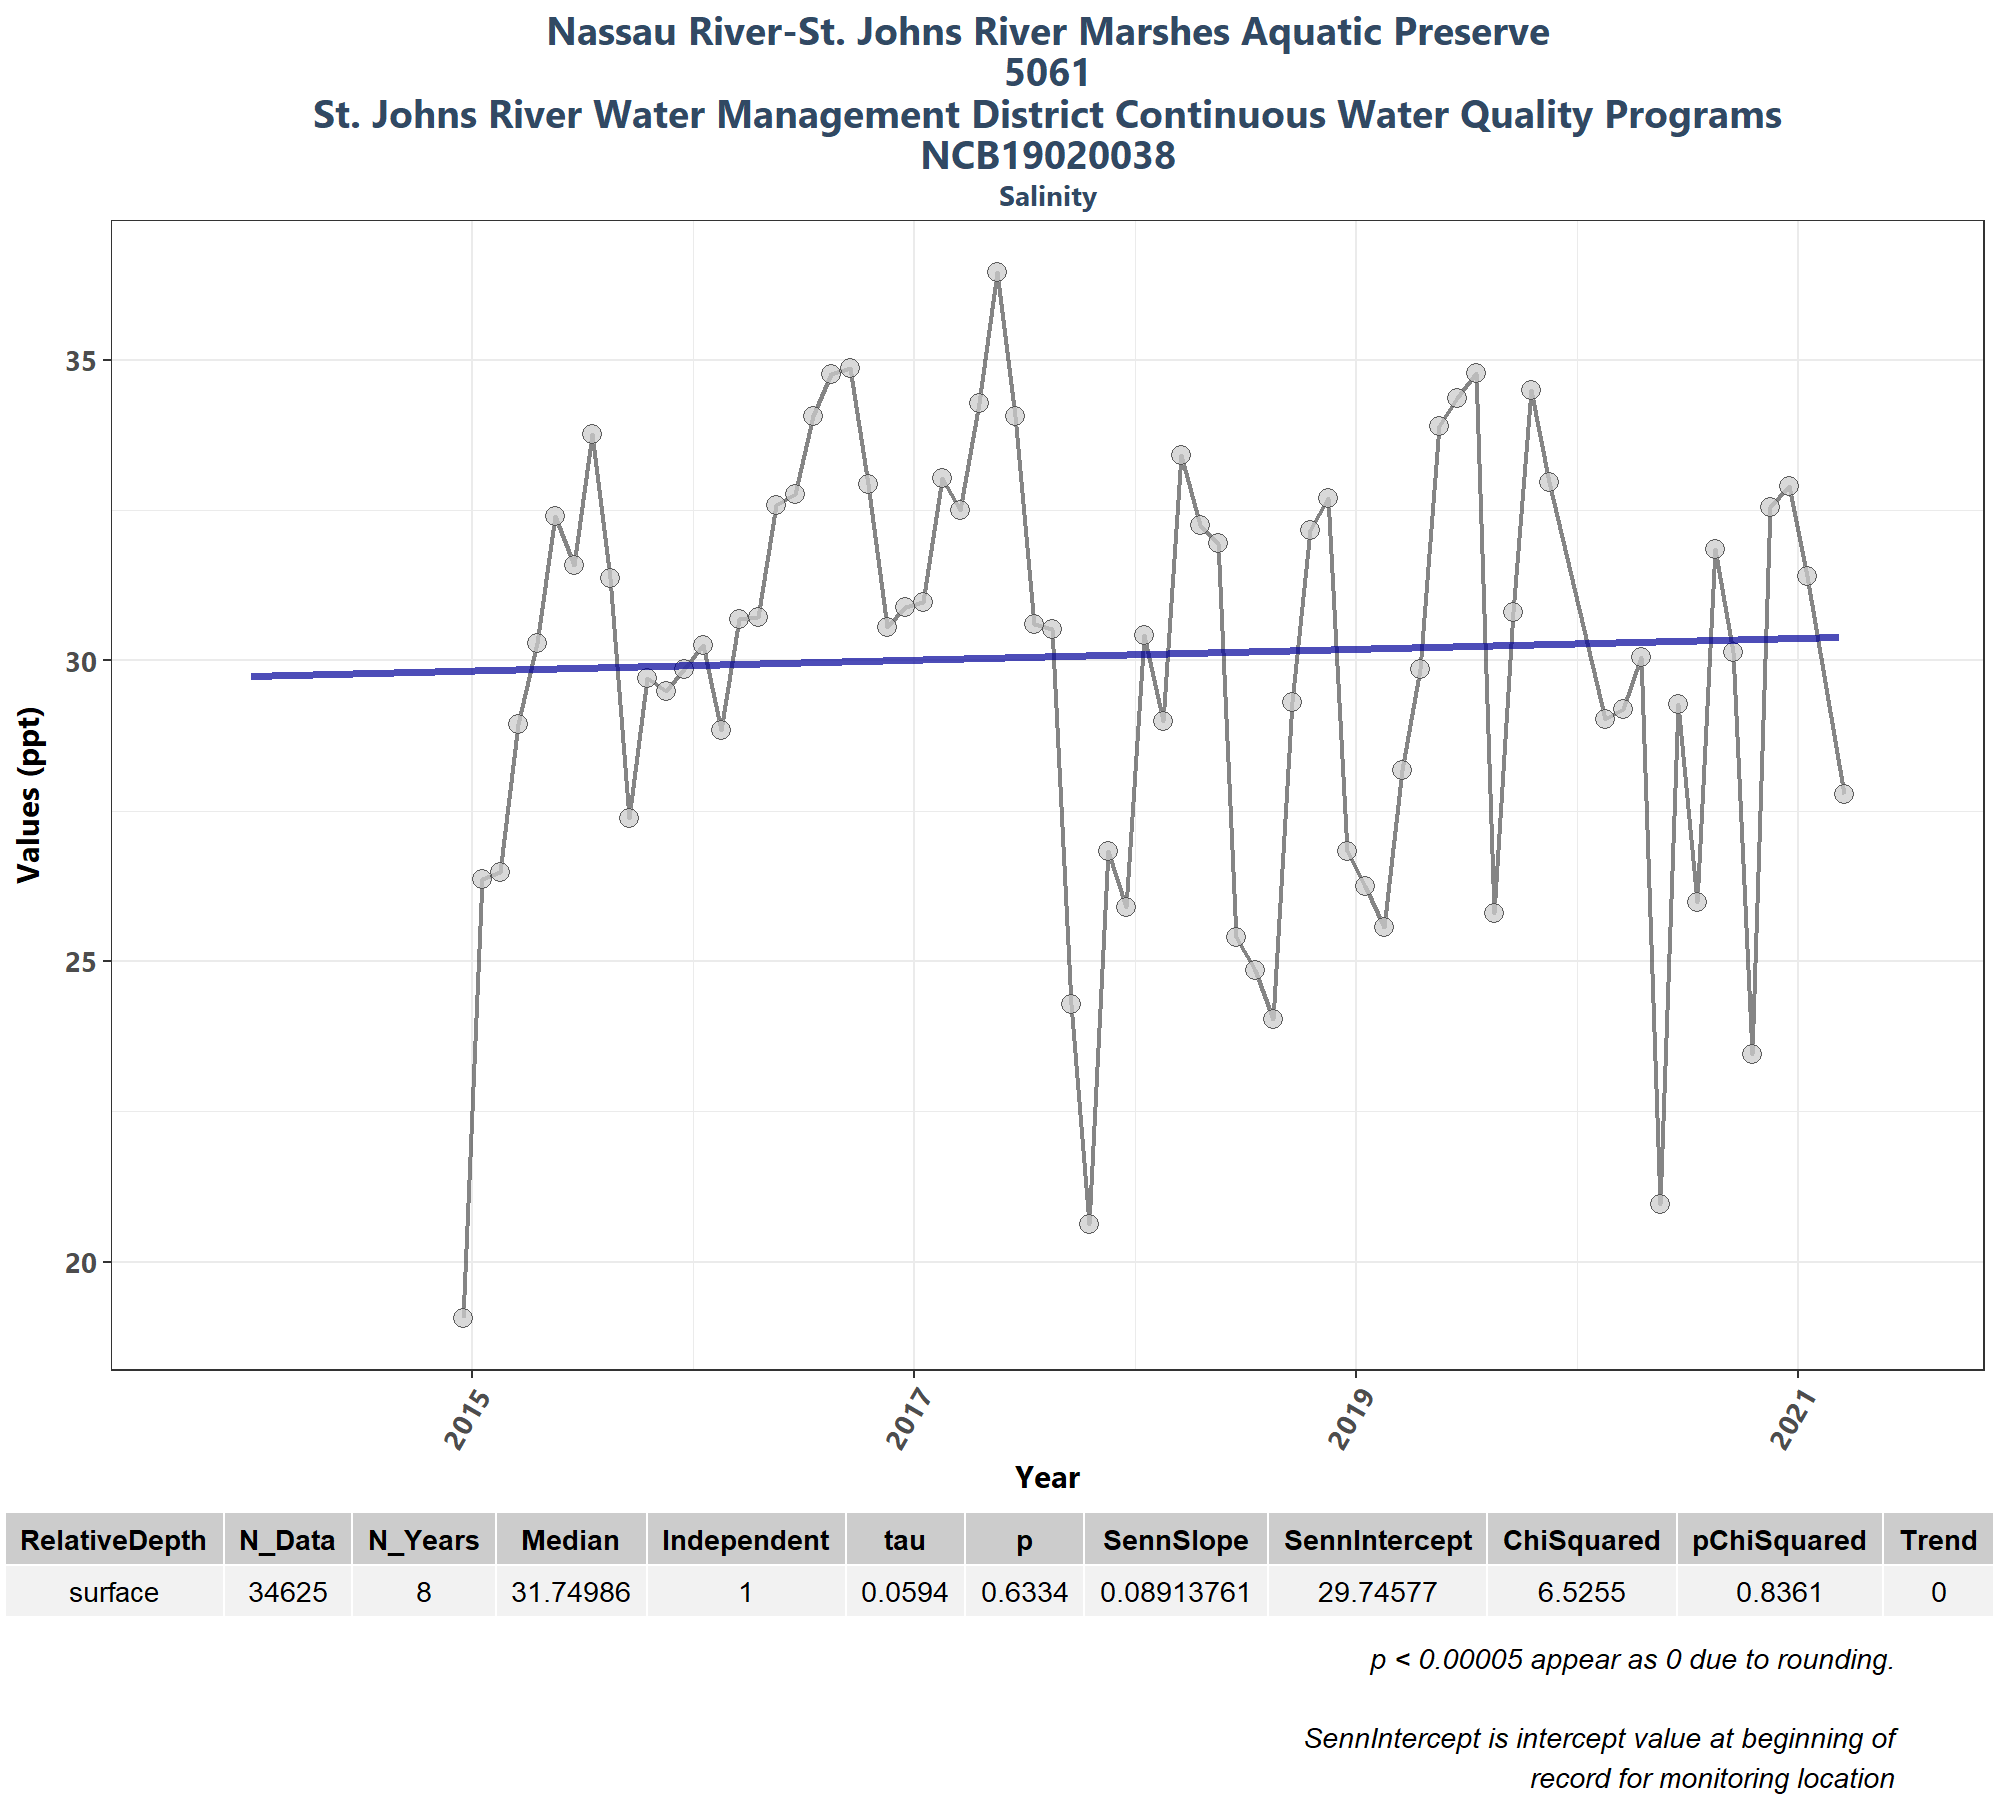 Nassau River-St. Johns River Marshes Aquatic Preserve
5061
St. Johns River Water Management District Continuous Water Quality Programs
NCB19020038
Salinity
35
30
25
20
Values (ppt)
2015
2017
2019
2021
Year
RelativeDepth N_Data N_Years Median Independent tau p SennSlope SennIntercept ChiSquared pChiSquared Trend
surface 34625 8 31.74986 1 0.0594 0.6334 0.08913761 29.74577 6.5255 0.8361 0
p < 0.00005 appear as 0 due to rounding.
SennIntercept is intercept value at beginning of
record for monitoring location